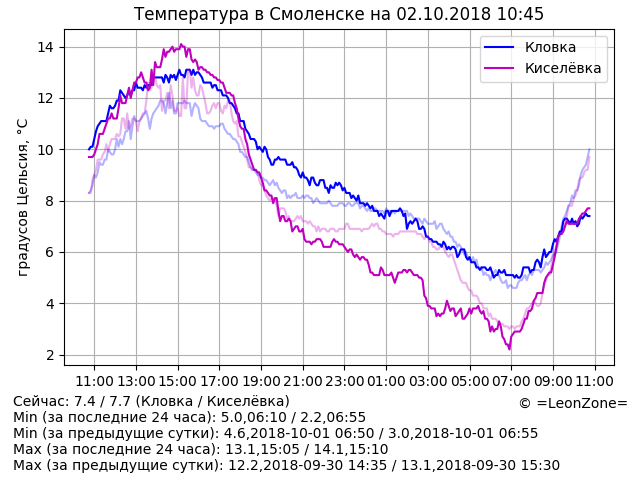 Температура в Смоленске на 02.10.2018 10:45
градусов Цельсия, °C
14
12
10
8
6
4
2
Кловка
Киселёвка
11:00 13:00 15:00 17:00 19:00 21:00 23:00 01:00 03:00 05:00 07:00 09:00 11:00
Сейчас: 7.4 / 7.7 (Кловка / Киселёвка)
© =LeonZone=
Min (за последние 24 часа): 5.0,06:10 / 2.2,06:55
Min (за предыдущие сутки): 4.6,2018-10-01 06:50 / 3.0,2018-10-01 06:55
Max (за последние 24 часа): 13.1,15:05 / 14.1,15:10
Max (за предыдущие сутки): 12.2,2018-09-30 14:35 / 13.1,2018-09-30 15:30